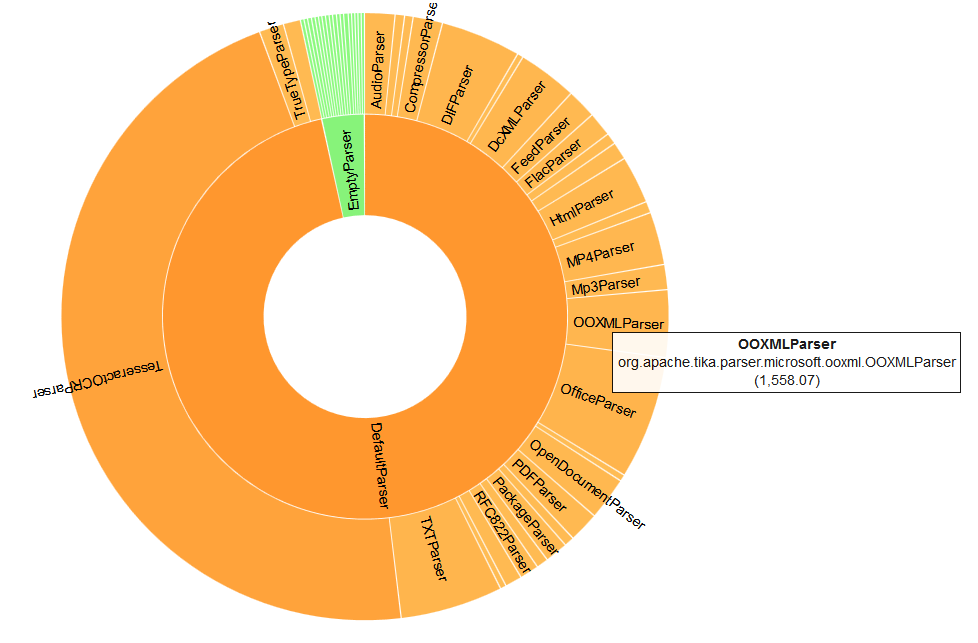 TrueTypeParser
EmptyParser
AudioParser
CompressorParser
DIFParser
DcXMLParser
FeedParser
FlacParser
HtmlParser
MP4Parser
Mp3Parser
OOXMLParser
OOXMLParser
org.apache.tika.parser.microsoft.ooxml.OOXMLParser
(1,558.07)
OfficeParser
OpenDocumentParser
PDFParser
PackageParser
RFC822Parser
TXTParser
DefaultParser
TesseractOCRParser